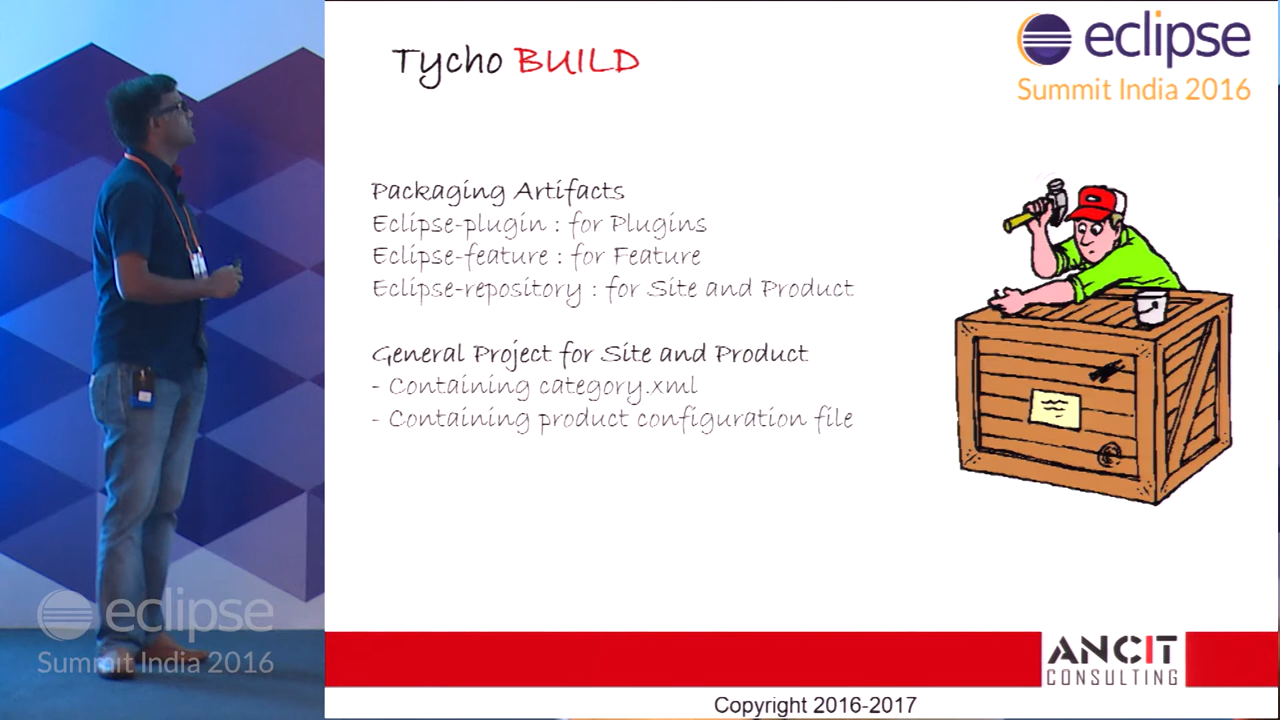 Tycho BUILD
eclipse
Summit India 2016
Packaging Artifacts
Eclipse-plugin : for Plugins
Eclipse-feature : for Feature
Eclipse-repository : for Site and Product
General Project for Site and Product
- Containing category.xml
- Containing product configuration file
eclipse
Summit India 2016
ANCIT
CONSULTING
Copyright 2016-2017